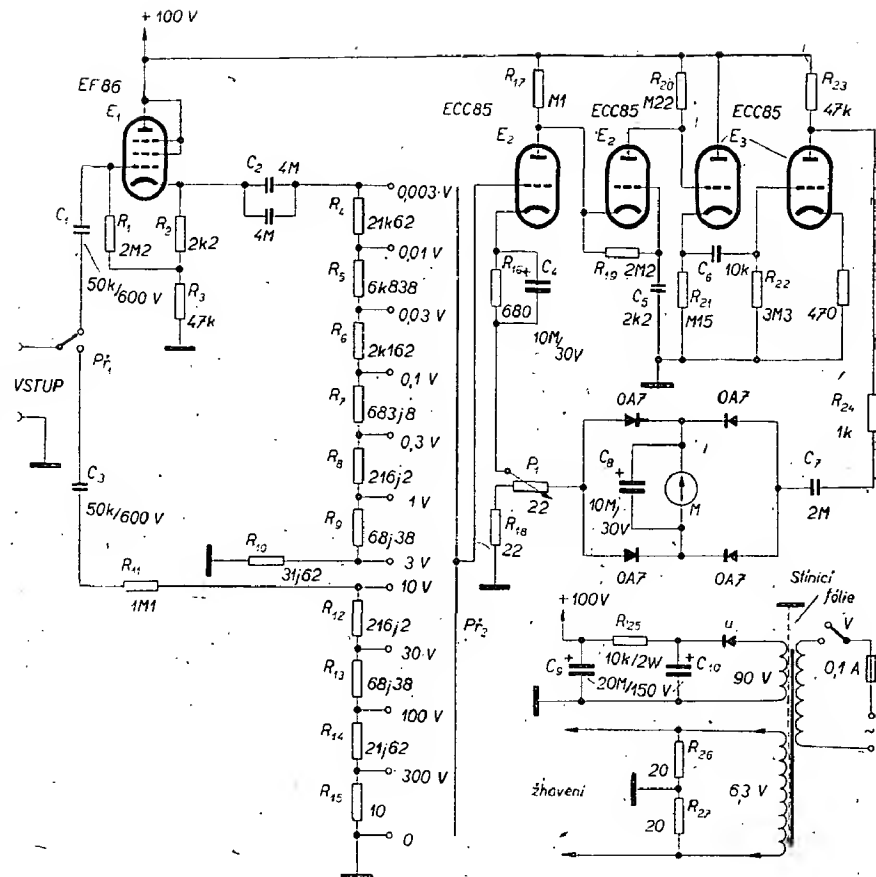 + 100 V
EF 86
E1
C2
4M
4M
C1
R1
2M2
R2
2k2
50k/600 V
R3
47k
Př1
VSTUP
C3
50k/600 V
R11
1M1
R10
31j62
0,003 V
R4
21k62
0,01 V
R5
6k838
0,03 V
R6
2k162
0,1 V
R7
683j8
0,3 V
R8
216j2
1 V
R9
68j38
3 V
10 V
R12
216j2
30 V
R13
68j38
100 V
R14
21j62
300 V
R15
10
0
Př2
R17
M1
ECC85
E2
R20
M22
ECC85
E2
E3
ECC85
R23
47k
R16
680
C4
10M/
30V
R19
2M2
C5
2k2
C6
10k
R21
M15
R22
3M3
470
R24
1k
0A7
0A7
P1
22
R18
22
C8
10M/
30V
M
C7
2M
0A7
0A7
Stínicí
fólie
+100V
R25
10k/2W
u
V
C9
20M/150 V
C10
90 V
0,1 A
~
R26
20
žhavení
6,3 V
R27
20